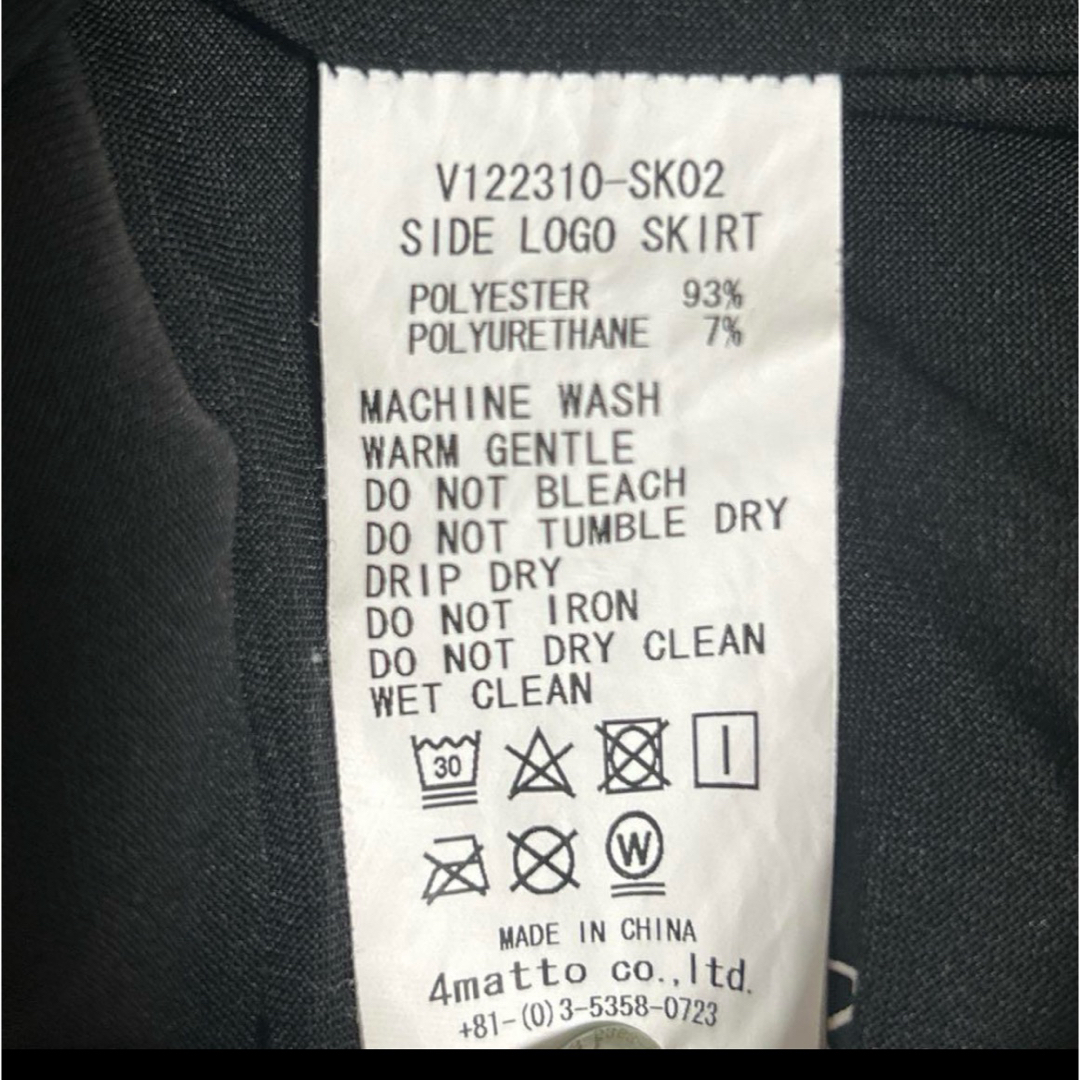 V122310-SK02
SIDE LOGO SKIRT
POLYESTER 93%
POLYURETHANE 7%
MACHINE WASH
WARM GENTLE
DO NOT BLEACH
DO NOT TUMBLE DRY
DRIP DRY
DO NOT IRON
DO NOT DRY CLEAN
WET CLEAN
30
W
MADE IN CHINA
4matto co.,ltd.
+81-(0)3-5358-0723